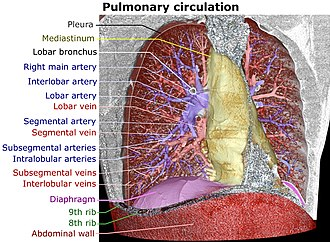 Pulmonary circulation
Pleura
Mediastinum
Lobar bronchus
Right main artery
Interlobar artery
Lobar artery
Lobar vein
Segmental artery
Segmental vein
Subsegmental arteries
Intralobular arteries
Subsegmental veins
Interlobular veins
Diaphragm
9th rib
8th rib
Abdominal wall